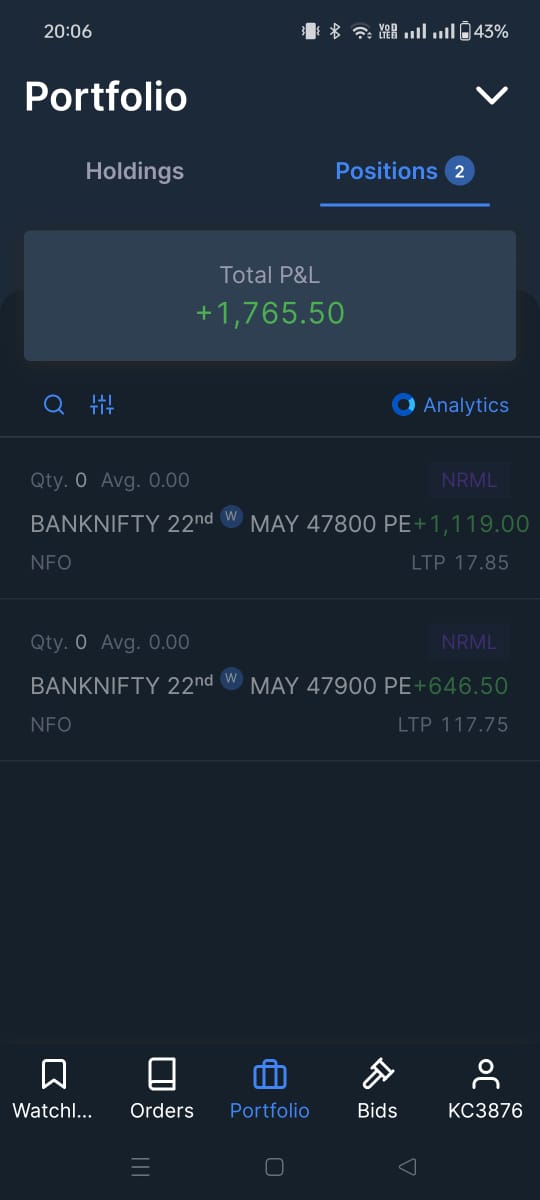 20:06 VoD LTE2 43%
Portfolio
Holdings Positions 2
Total P&L
+1,765.50
Analytics
Qty. 0 Avg. 0.00 NRML
BANKNIFTY 22nd W MAY 47800 PE +1,119.00
NFO LTP 17.85
Qty. 0 Avg. 0.00 NRML
BANKNIFTY 22nd W MAY 47900 PE +646.50
NFO LTP 117.75
Watchl... Orders Portfolio Bids KC3876